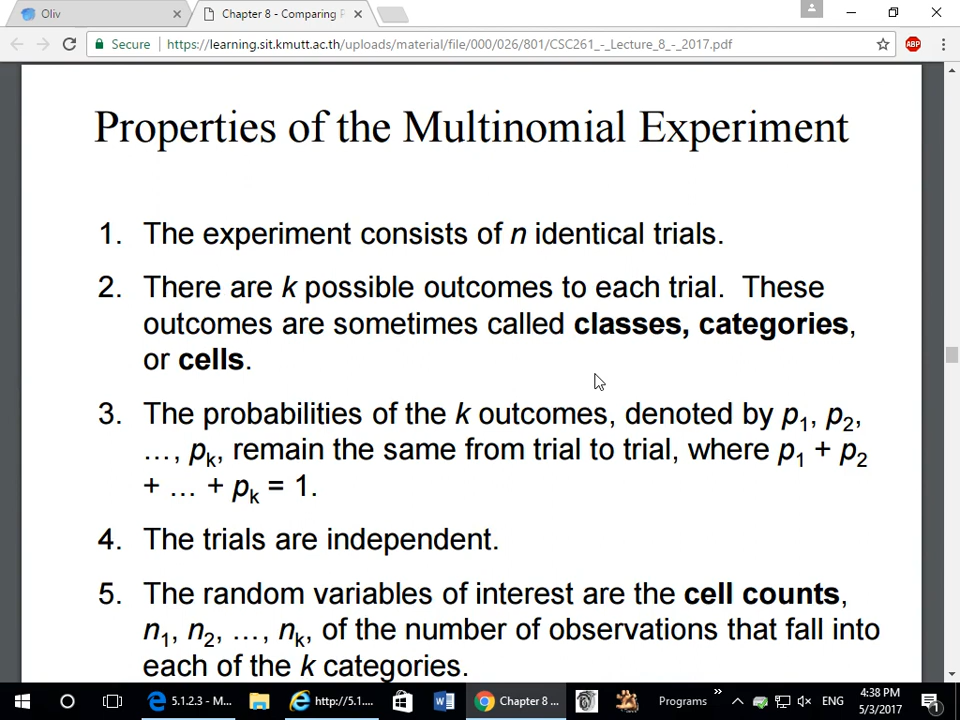 Oliv
Chapter 8 - Comparing P
Secure
https://learning.sit.kmutt.ac.th/uploads/material/file/000/026/801/CSC261_-_Lecture_8_-_2017.pdf
ABP
Properties of the Multinomial Experiment
1. The experiment consists of n identical trials.
2. There are k possible outcomes to each trial. These
outcomes are sometimes called classes, categories,
or cells.
3. The probabilities of the k outcomes, denoted by p1, p2,
…, pk, remain the same from trial to trial, where p1 + p2
+ … + pk = 1.
4. The trials are independent.
5. The random variables of interest are the cell counts,
n1, n2, …, nk, of the number of observations that fall into
each of the k categories.
5.1.2.3 - M...
http://5.1....
Chapter 8 ...
Programs
ENG
4:38 PM
5/3/2017
1